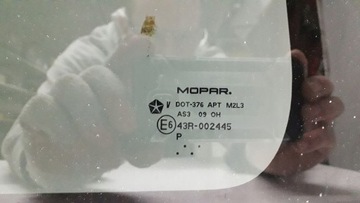 MOPAR.
V DOT-376 APT M2L3
AS3 09 OH
E6 43R-002445
P